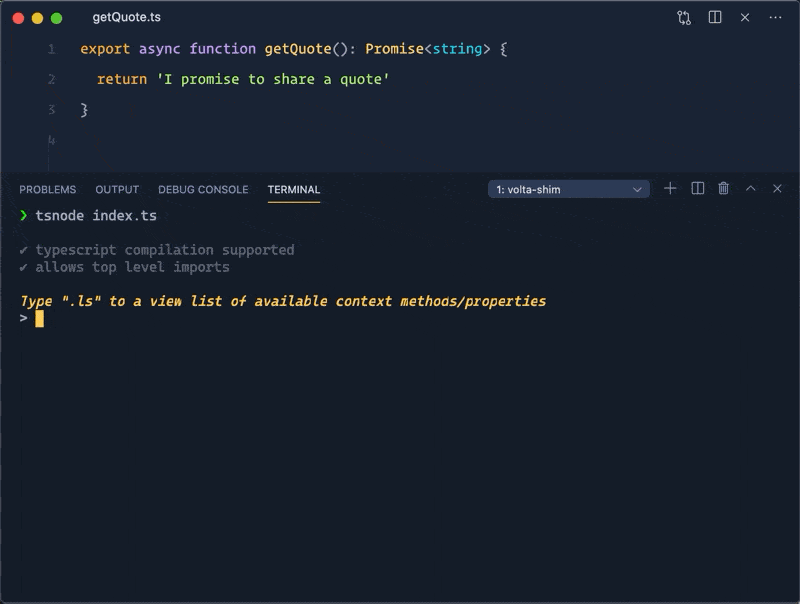 getQuote.ts
1 export async function getQuote(): Promise<string> {
2 return 'I promise to share a quote'
3 }
4
PROBLEMS OUTPUT DEBUG CONSOLE TERMINAL 1: volta-shim
❯ tsnode index.ts
✔ typescript compilation supported
✔ allows top level imports
Type ".ls" to a view list of available context methods/properties
>